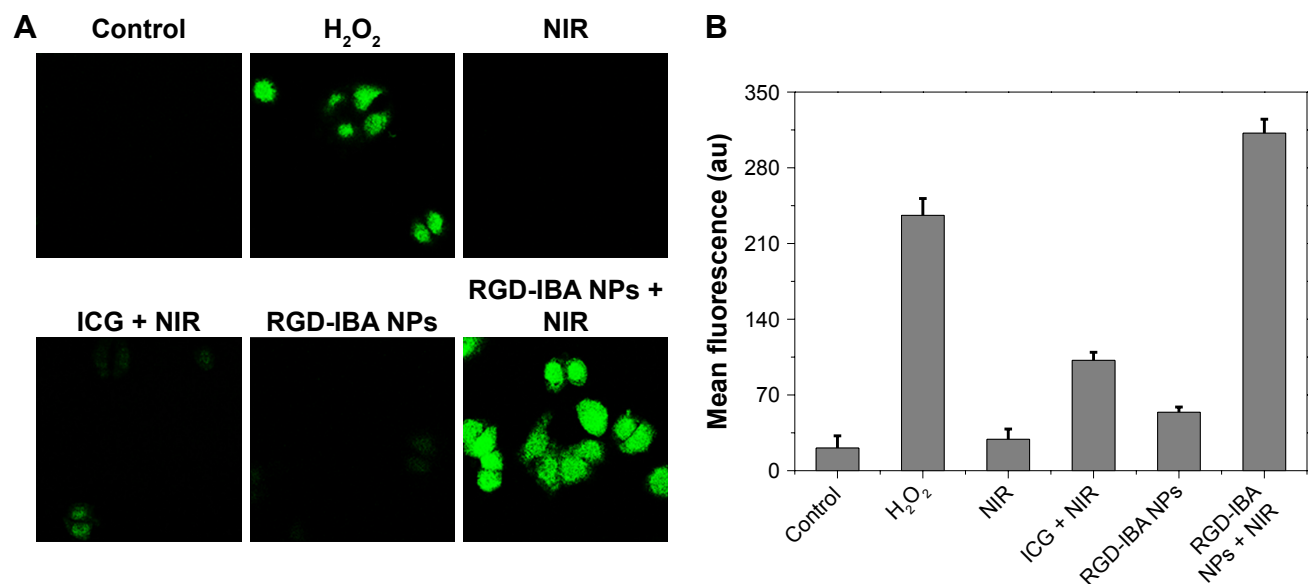 A
Control
H₂O₂
NIR
ICG + NIR
RGD-IBA NPs
RGD-IBA NPs +
NIR
B
Mean fluorescence (au)
350
280
210
140
70
0
Control
H₂O₂
NIR
ICG + NIR
RGD-IBA NPs
RGD-IBA
NPs + NIR